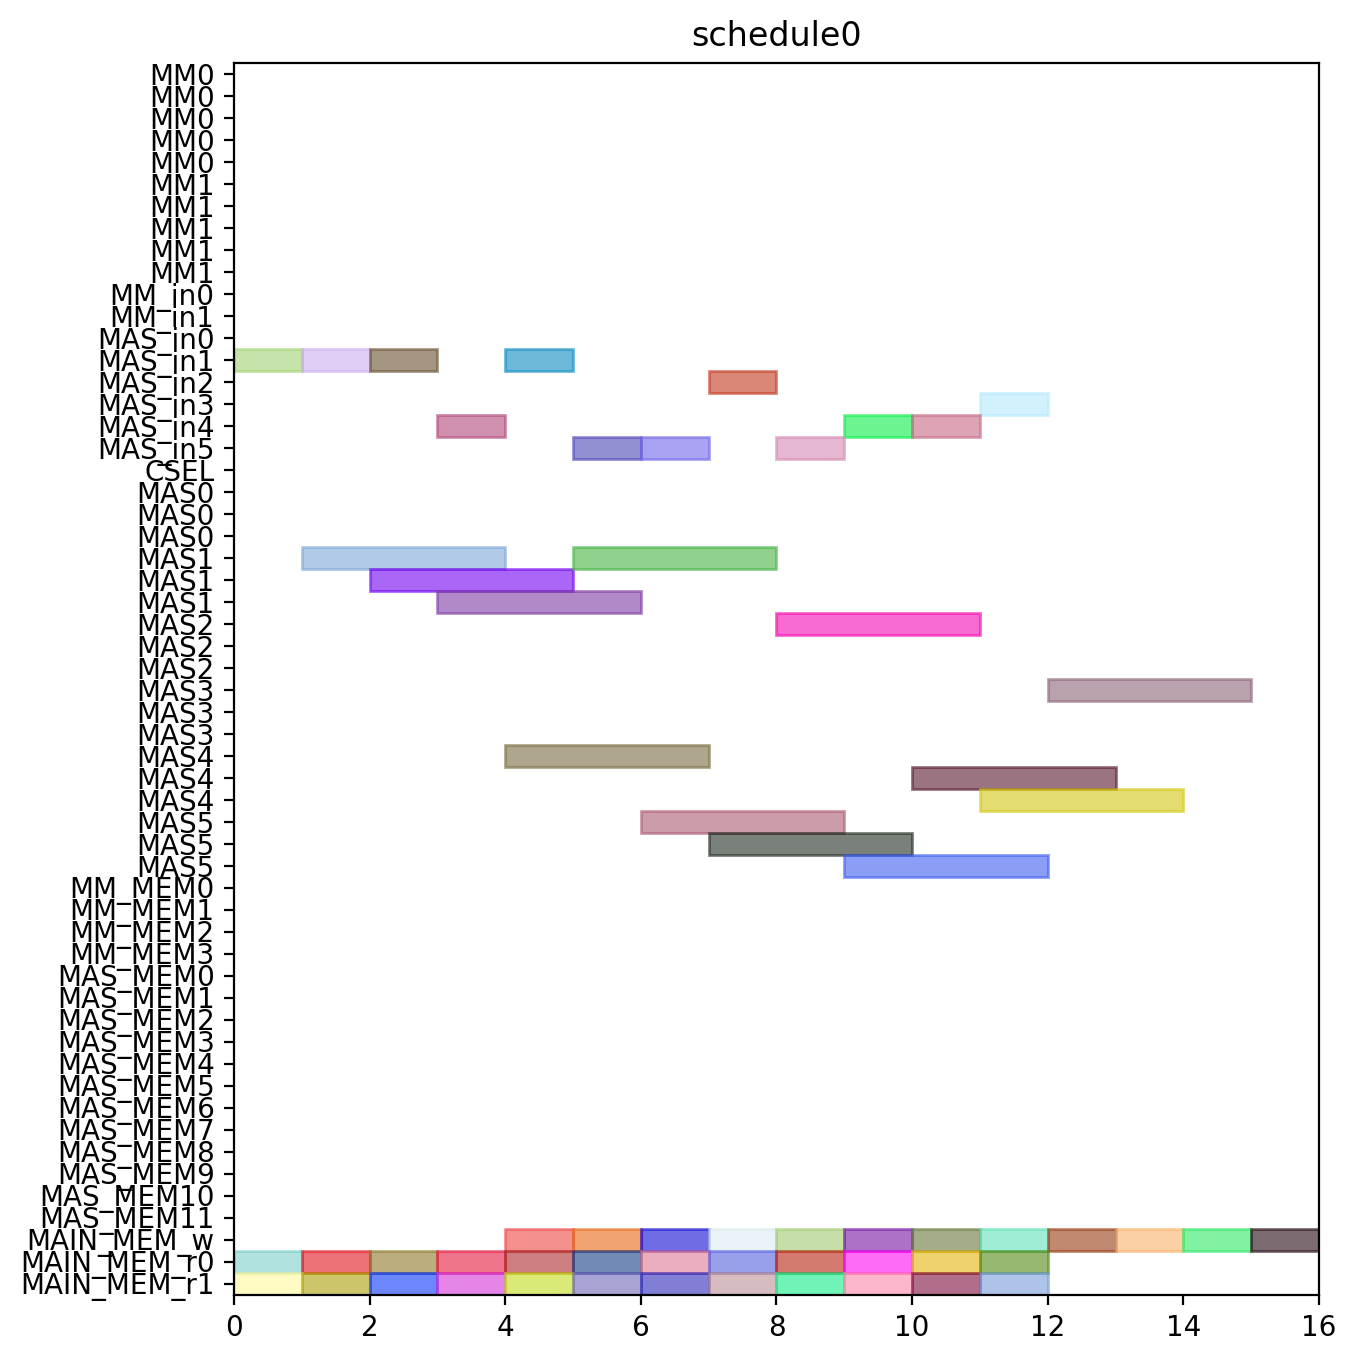 schedule0
MM0
MM0
MM0
MM0
MM0
MM1
MM1
MM1
MM1
MM1
MM_in0
MM_in1
MAS_in0
MAS_in1
MAS_in2
MAS_in3
MAS_in4
MAS_in5
CSEL
MAS0
MAS0
MAS0
MAS1
MAS1
MAS1
MAS2
MAS2
MAS2
MAS3
MAS3
MAS3
MAS4
MAS4
MAS4
MAS5
MAS5
MAS5
MM_MEM0
MM_MEM1
MM_MEM2
MM_MEM3
MAS_MEM0
MAS_MEM1
MAS_MEM2
MAS_MEM3
MAS_MEM4
MAS_MEM5
MAS_MEM6
MAS_MEM7
MAS_MEM8
MAS_MEM9
MAS_MEM10
MAS_MEM11
MAIN_MEM_w
MAIN_MEM_r0
MAIN_MEM_r1
0 2 4 6 8 10 12 14 16